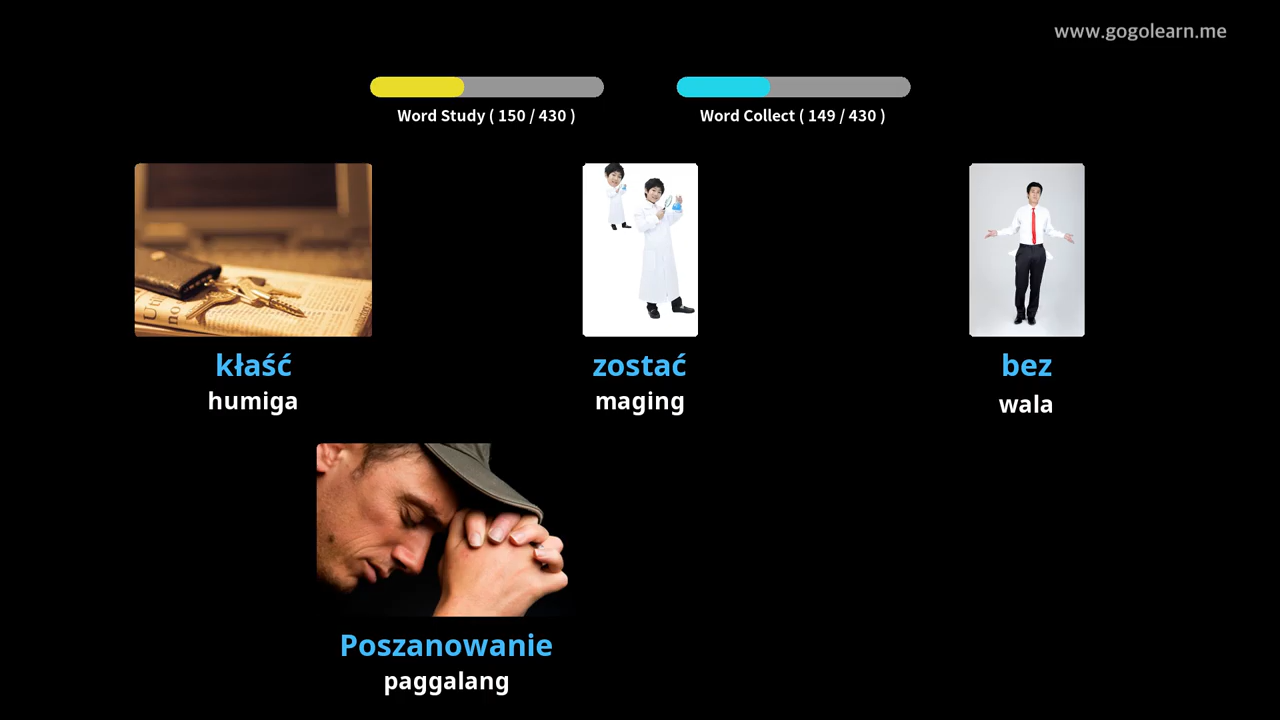 www.gogolearn.me
Word Study ( 150 / 430 )
Word Collect ( 149 / 430 )
kłaść
humiga
zostać
maging
bez
wala
Poszanowanie
paggalang